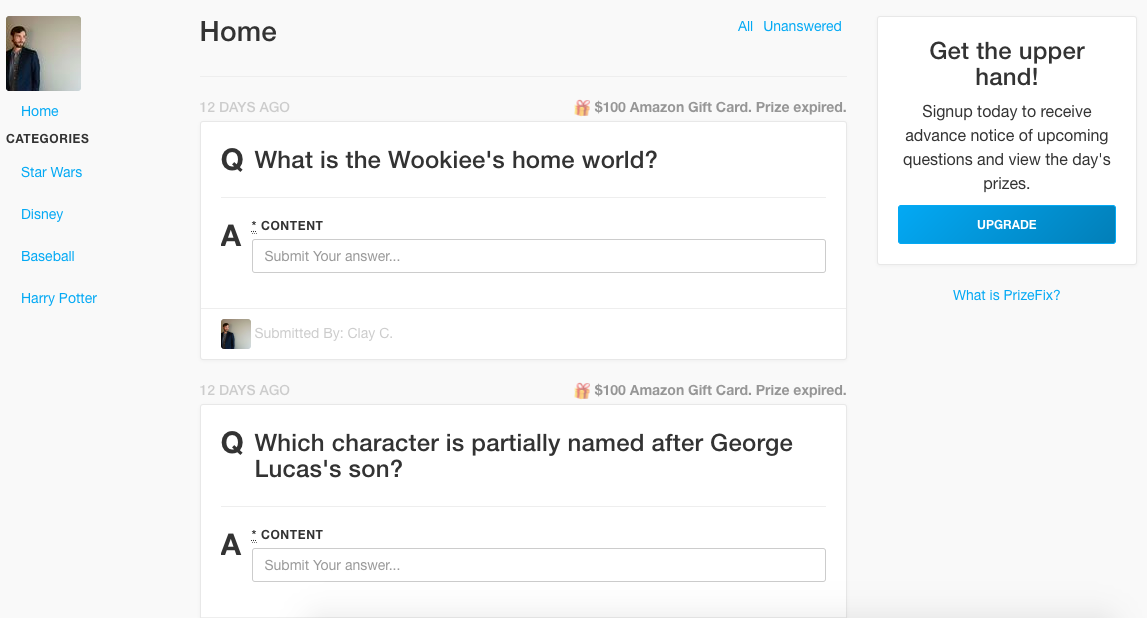 Home
CATEGORIES
Star Wars
Disney
Baseball
Harry Potter
Home
All Unanswered
12 DAYS AGO
$100 Amazon Gift Card. Prize expired.
Q What is the Wookiee's home world?
A * CONTENT
Submit Your answer...
Submitted By: Clay C.
12 DAYS AGO
$100 Amazon Gift Card. Prize expired.
Q Which character is partially named after George
Lucas's son?
A * CONTENT
Submit Your answer...
Get the upper
hand!
Signup today to receive
advance notice of upcoming
questions and view the day's
prizes.
UPGRADE
What is PrizeFix?